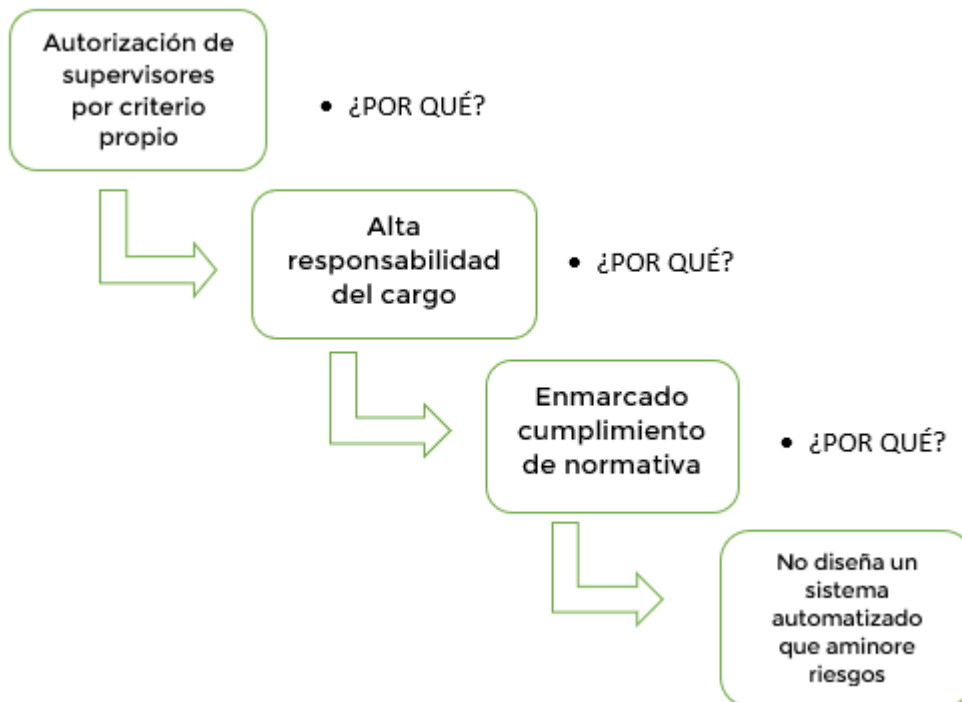 Autorización de
supervisores
por criterio
propio
• ¿POR QUÉ?
Alta
responsabilidad
del cargo
• ¿POR QUÉ?
Enmarcado
cumplimiento
de normativa
• ¿POR QUÉ?
No diseña un
sistema
automatizado
que aminore
riesgos